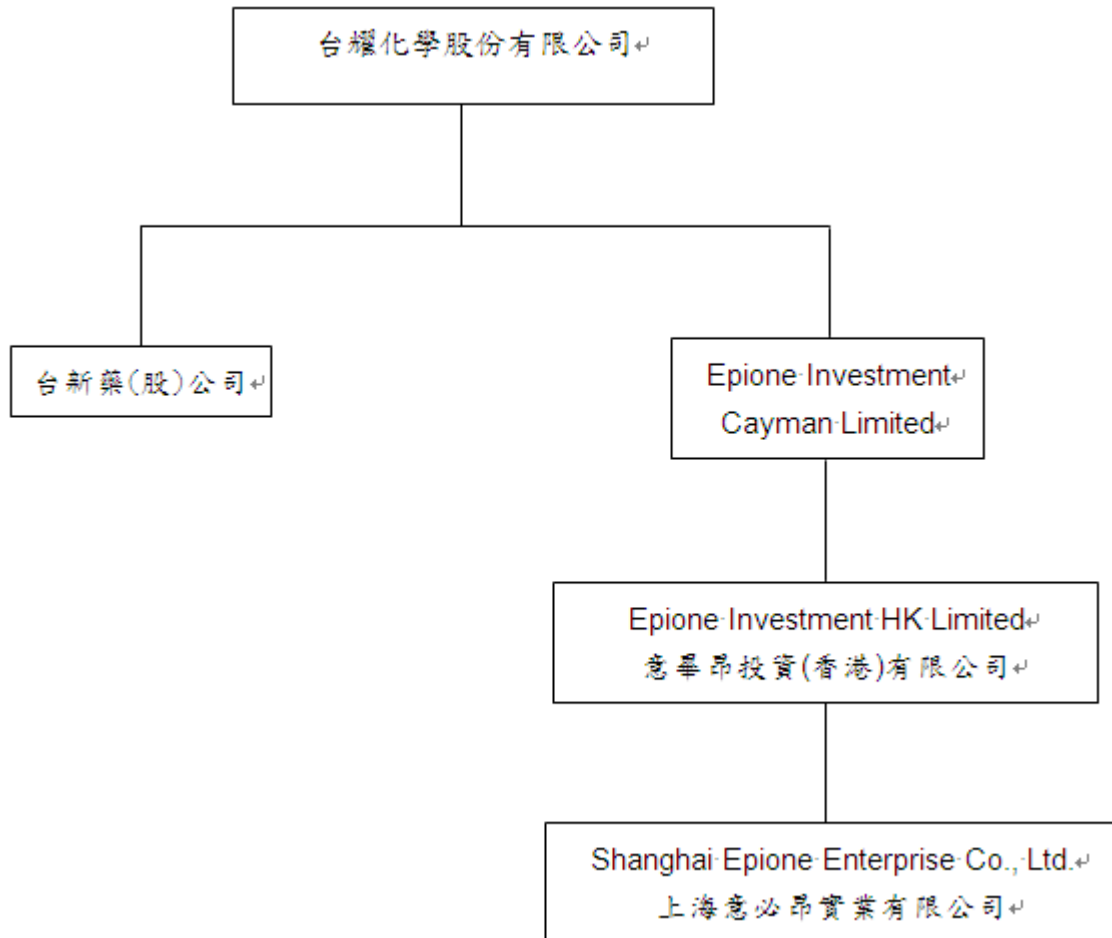 台耀化學股份有限公司
台新藥(股)公司
Epione Investment
Cayman Limited
Epione Investment HK Limited
意畢昂投資(香港)有限公司
Shanghai Epione Enterprise Co., Ltd.
上海意必昂實業有限公司